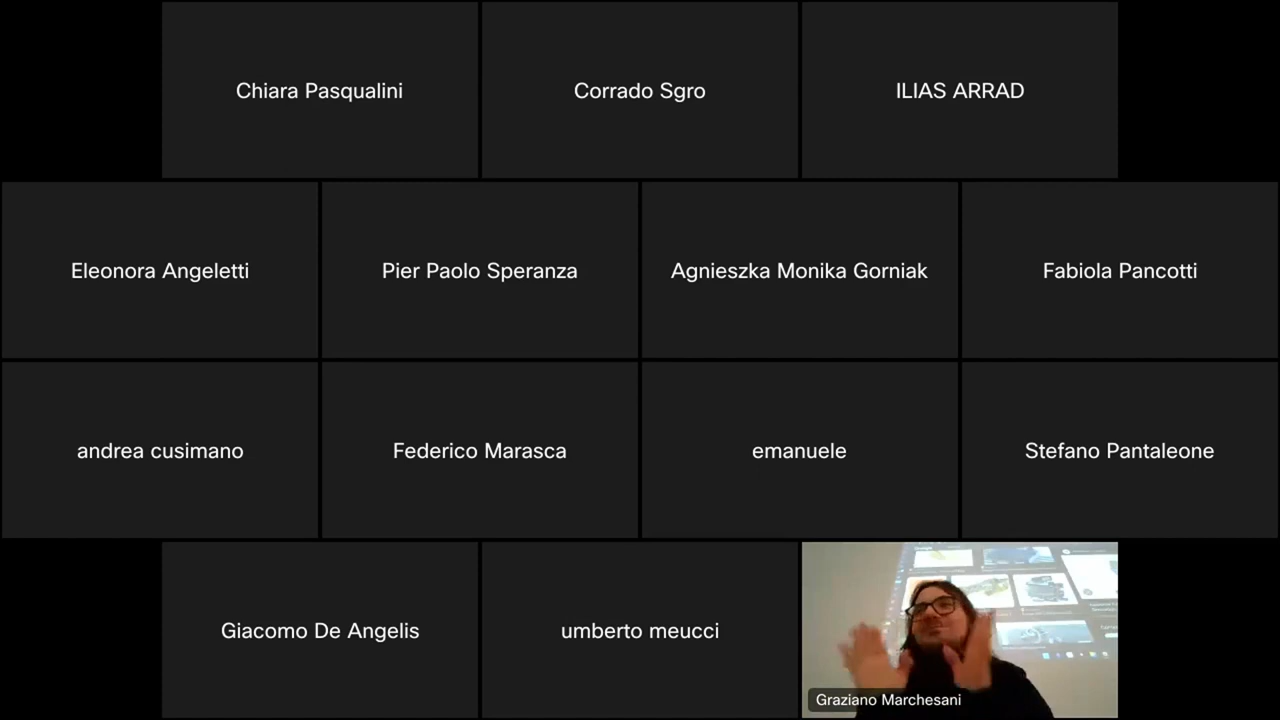 Chiara Pasqualini
Corrado Sgro
ILIAS ARRAD
Eleonora Angeletti
Pier Paolo Speranza
Agnieszka Monika Gorniak
Fabiola Pancotti
andrea cusimano
Federico Marasca
emanuele
Stefano Pantaleone
Giacomo De Angelis
umberto meucci
Graziano Marchesani